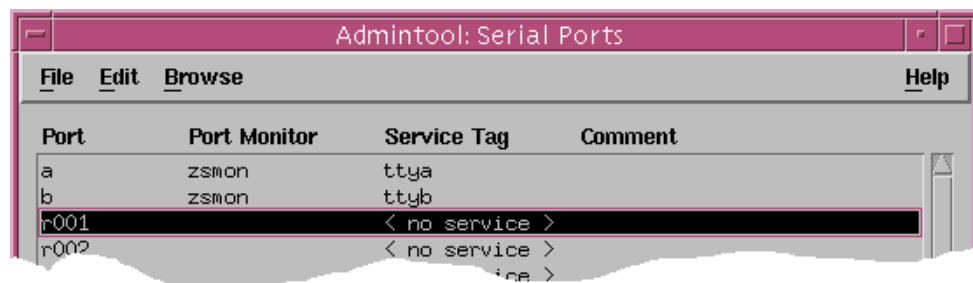 Admintool: Serial Ports
File Edit Browse Help
Port Port Monitor Service Tag Comment
a zsmon ttya
b zsmon ttyb
r001 < no service >
r002 < no service >
>